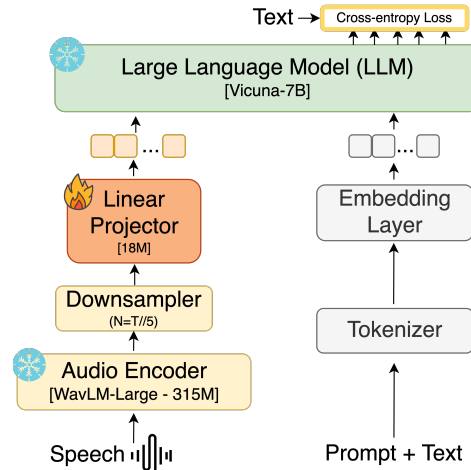 Text
Cross-entropy Loss
Large Language Model (LLM)
[Vicuna-7B]
...
...
Linear
Projector
[18M]
Embedding
Layer
Downsampler
(N=T//5)
Tokenizer
Audio Encoder
[WavLM-Large - 315M]
Speech
Prompt + Text